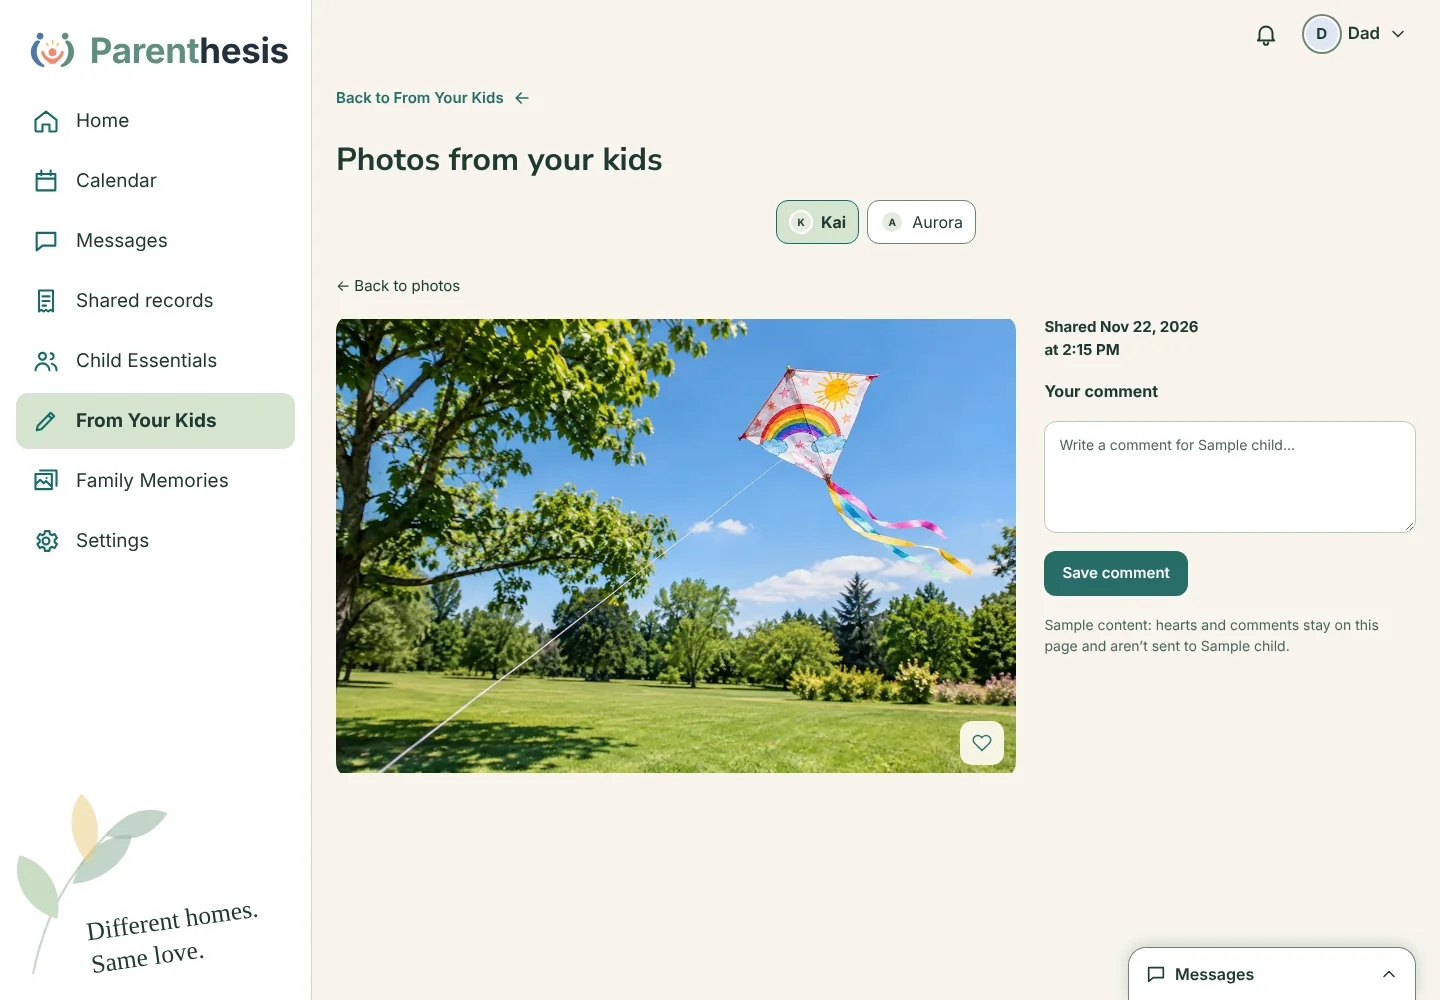 Parenthesis
Home
Calendar
Messages
Shared records
Child Essentials
From Your Kids
Family Memories
Settings
Different homes.
Same love.
D Dad
Back to From Your Kids ←
Photos from your kids
K Kai
A Aurora
← Back to photos
Shared Nov 22, 2026
at 2:15 PM
Your comment
Write a comment for Sample child...
Save comment
Sample content: hearts and comments stay on this
page and aren’t sent to Sample child.
Messages